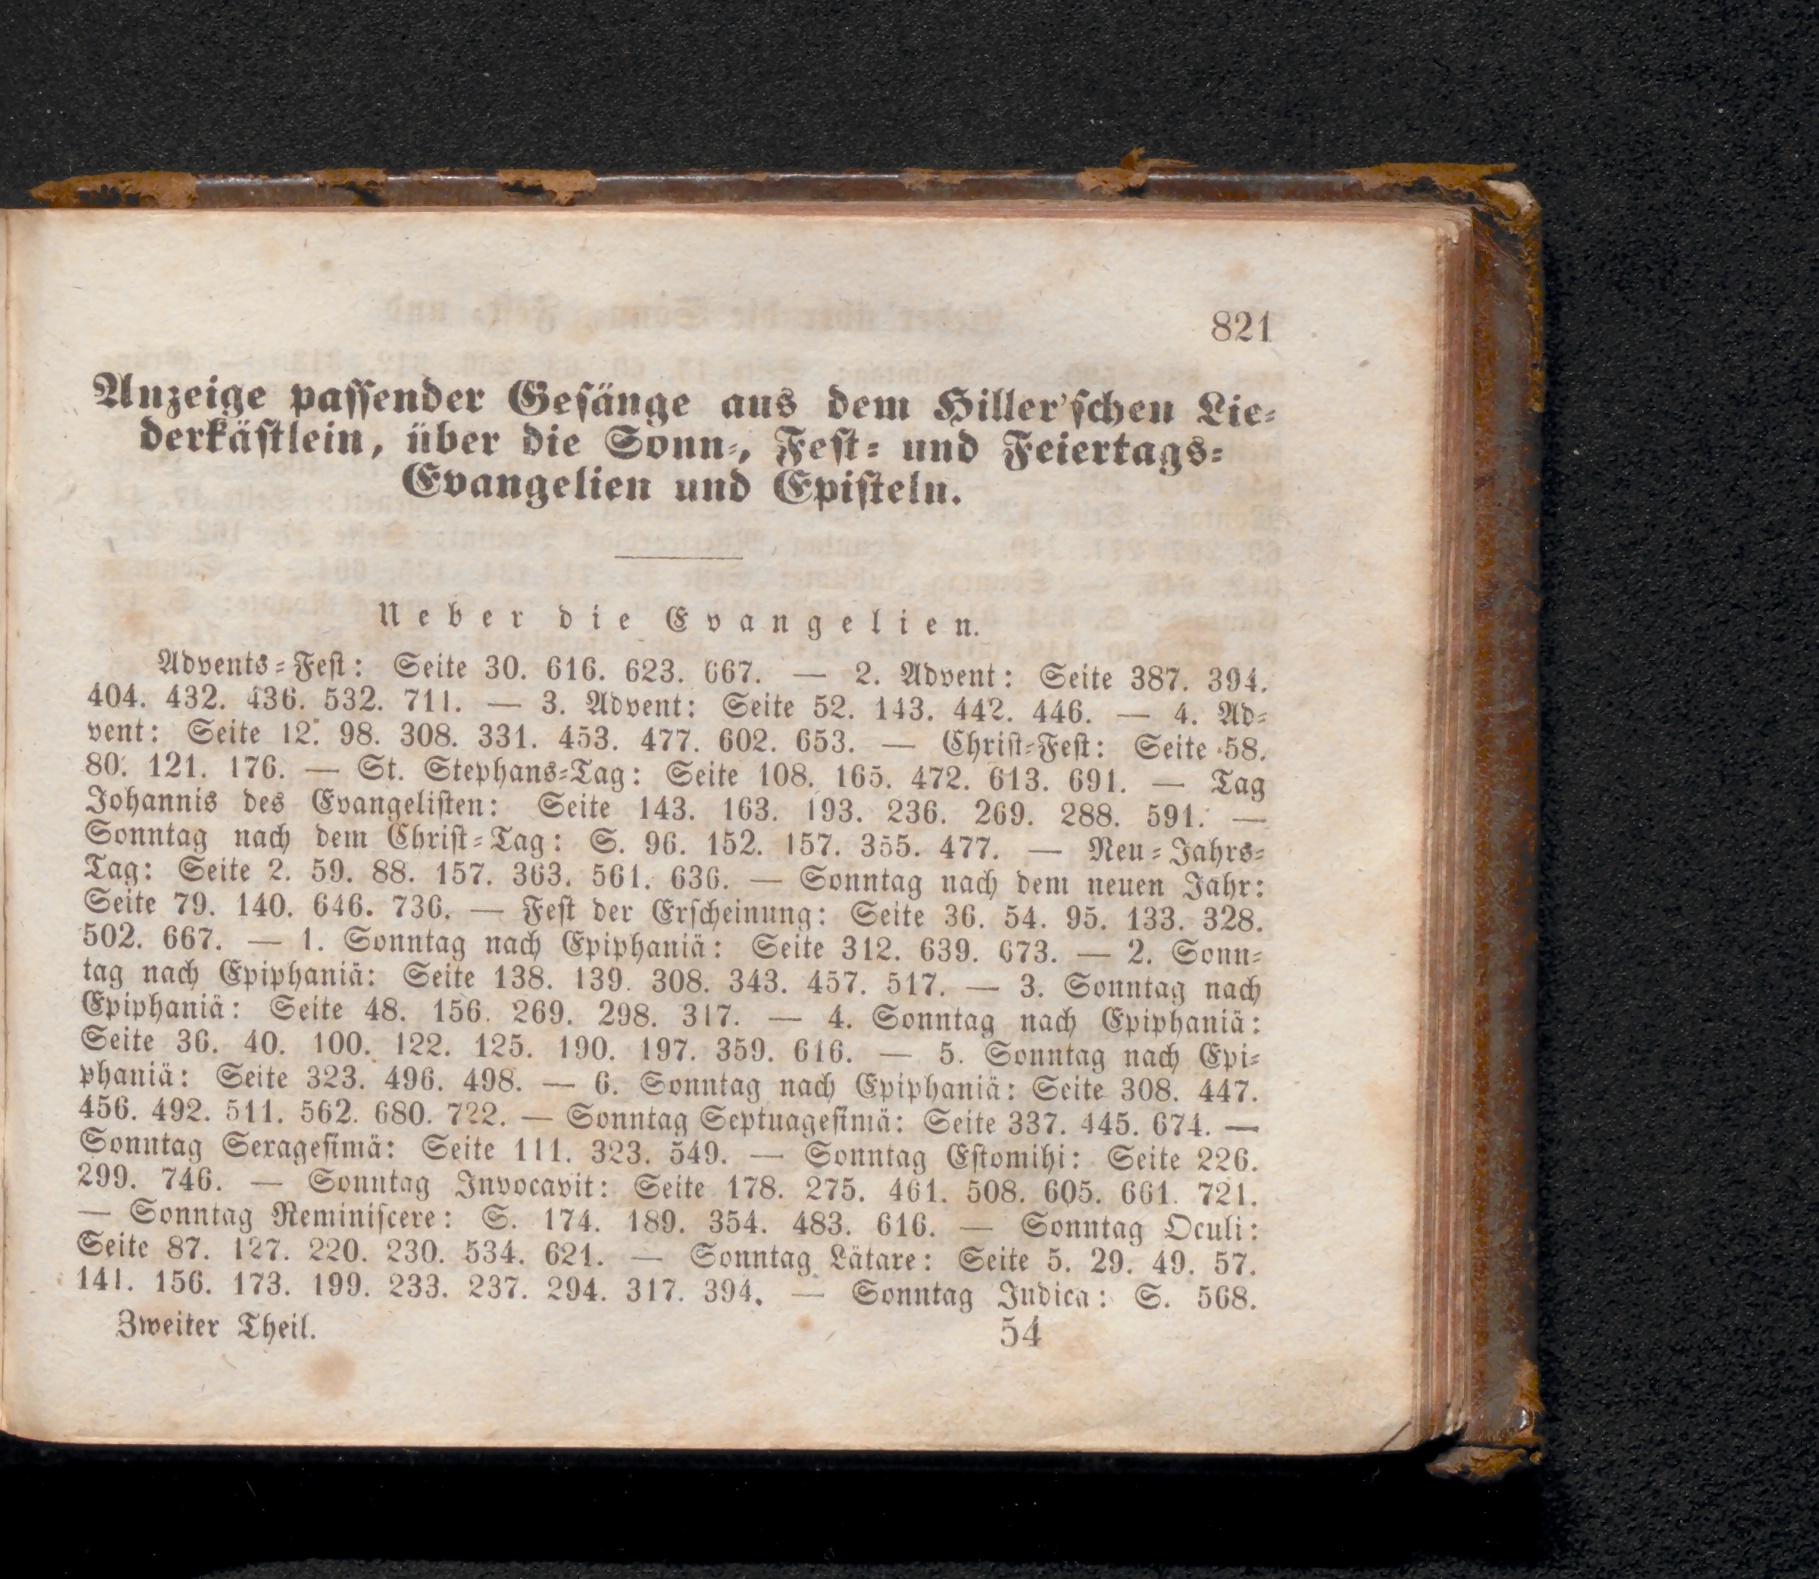 821
Anzeige paſſender Geſänge aus dem Hiller'ſchen Lie-
derkäſtlein, über die Sonn-, Feſt- und Feiertags-
Evangelien und Epiſteln.
Ueber die Evangelien.
Advents-Feſt: Seite 30. 616. 623. 667. — 2. Advent: Seite 387. 394.
404. 432. 436. 532. 711. — 3. Advent: Seite 52. 143. 442. 446. — 4. Ad-
vent: Seite 12. 98. 308. 331. 453. 477. 602. 653. — Chriſt-Feſt: Seite 58.
80. 121. 176. — St. Stephans-Tag: Seite 108. 165. 472. 613. 691. — Tag
Johannis des Evangeliſten: Seite 143. 163. 193. 236. 269. 288. 591. —
Sonntag nach dem Chriſt-Tag: S. 96. 152. 157. 355. 477. — Neu-Jahrs-
Tag: Seite 2. 59. 88. 157. 363. 561. 636. — Sonntag nach dem neuen Jahr:
Seite 79. 140. 646. 736. — Feſt der Erſcheinung: Seite 36. 54. 95. 133. 328.
502. 667. — 1. Sonntag nach Epiphaniä: Seite 312. 639. 673. — 2. Sonn-
tag nach Epiphaniä: Seite 138. 139. 308. 343. 457. 517. — 3. Sonntag nach
Epiphaniä: Seite 48. 156. 269. 298. 317. — 4. Sonntag nach Epiphaniä:
Seite 36. 40. 100. 122. 125. 190. 197. 359. 616. — 5. Sonntag nach Epi-
phaniä: Seite 323. 496. 498. — 6. Sonntag nach Epiphaniä: Seite 308. 447.
456. 492. 511. 562. 680. 722. — Sonntag Septuageſimä: Seite 337. 445. 674. —
Sonntag Sexageſimä: Seite 111. 323. 549. — Sonntag Eſtomihi: Seite 226.
299. 746. — Sonntag Invocavit: Seite 178. 275. 461. 508. 605. 661. 721.
— Sonntag Reminiſcere: S. 174. 189. 354. 483. 616. — Sonntag Oculi:
Seite 87. 127. 220. 230. 534. 621. — Sonntag Lätare: Seite 5. 29. 49. 57.
141. 156. 173. 199. 233. 237. 294. 317. 394. — Sonntag Judica: S. 568.
Zweiter Theil. 54